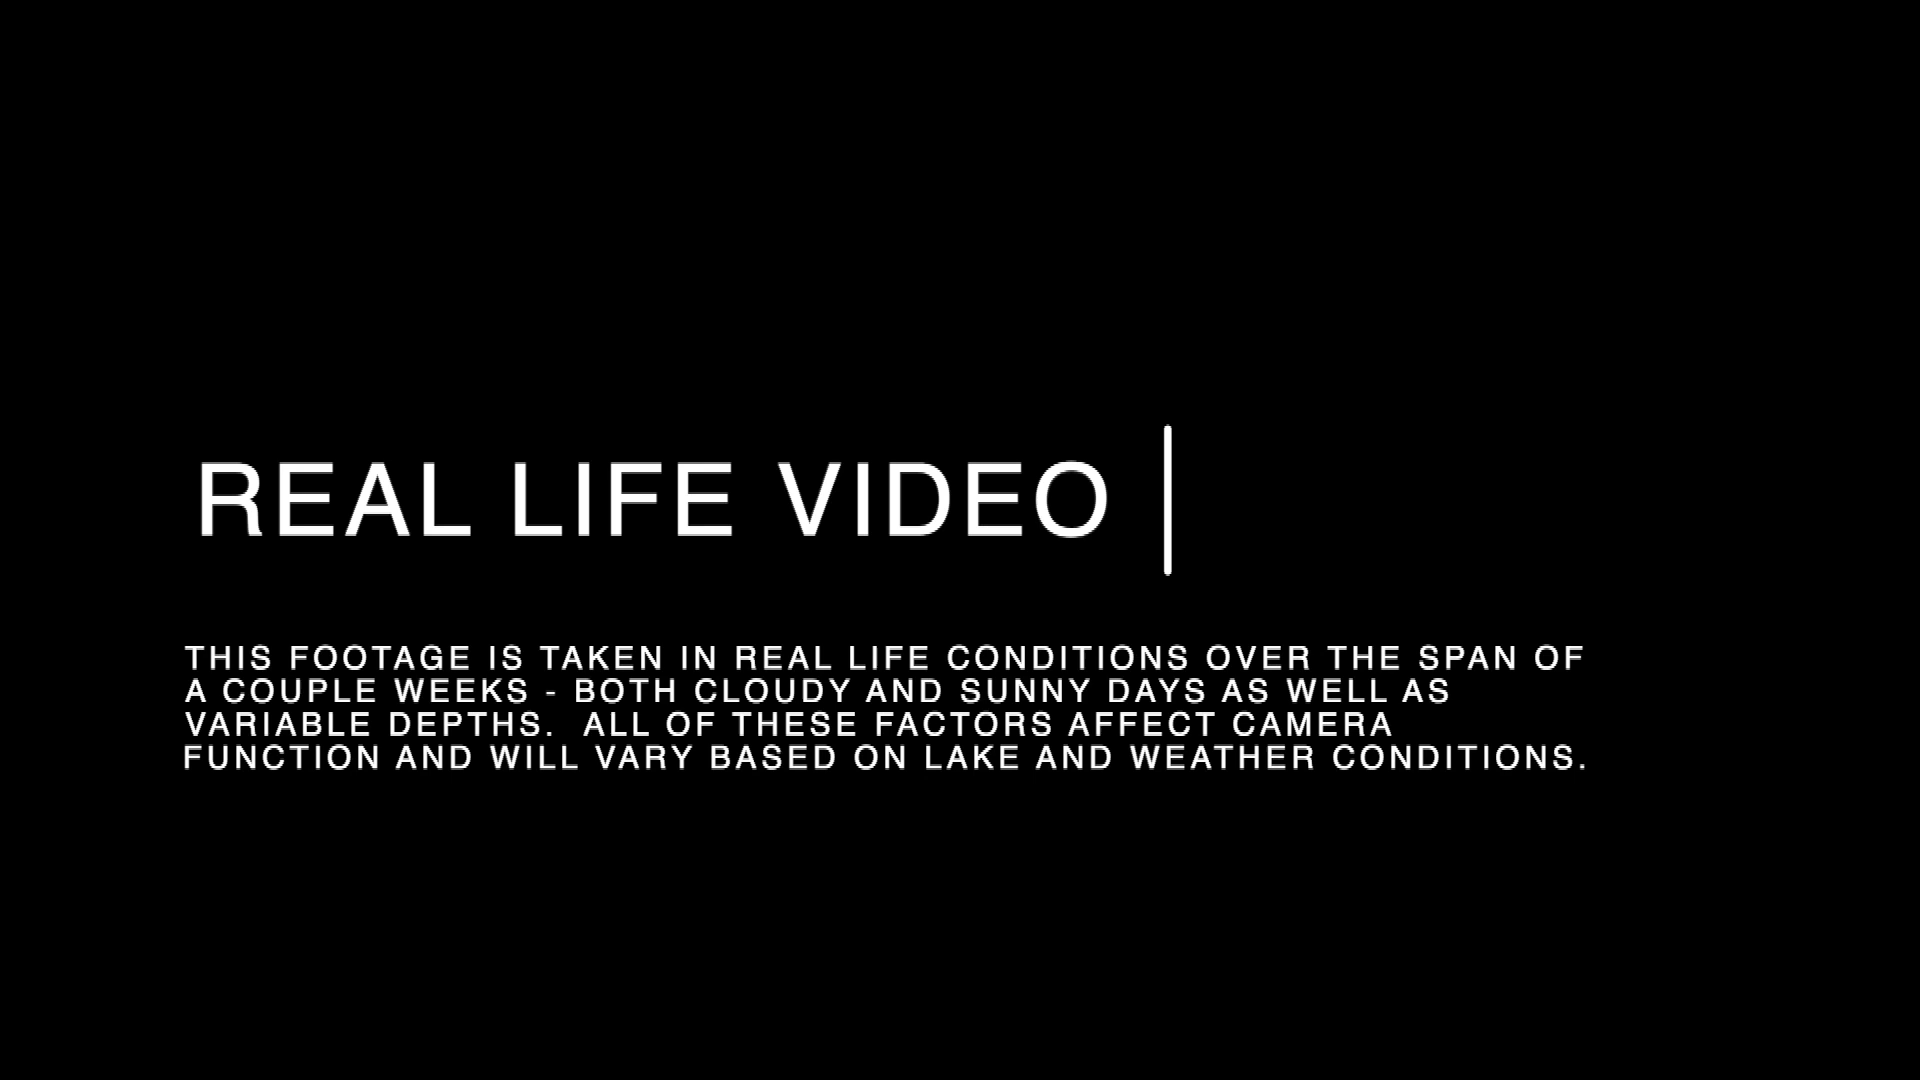 REAL LIFE VIDEO
THIS FOOTAGE IS TAKEN IN REAL LIFE CONDITIONS OVER THE SPAN OF
A COUPLE WEEKS - BOTH CLOUDY AND SUNNY DAYS AS WELL AS
VARIABLE DEPTHS.  ALL OF THESE FACTORS AFFECT CAMERA
FUNCTION AND WILL VARY BASED ON LAKE AND WEATHER CONDITIONS.